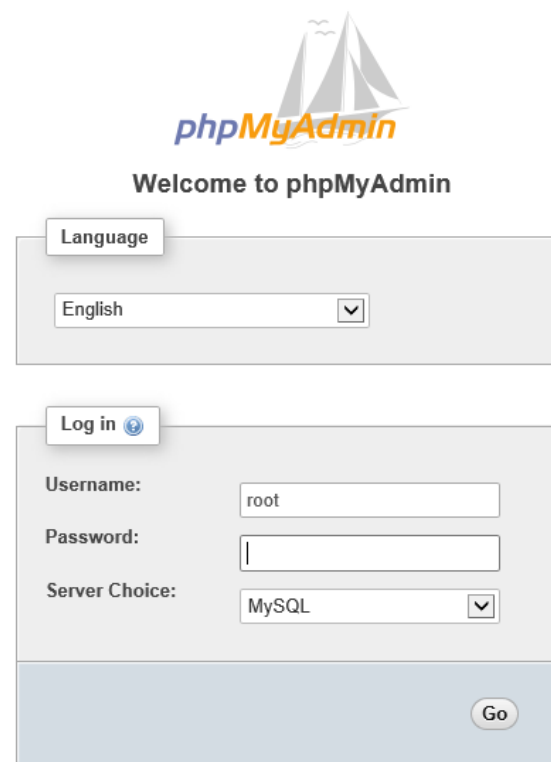 phpMyAdmin
Welcome to phpMyAdmin
Language
English
Log in
Username:
root
Password:
Server Choice:
MySQL
Go